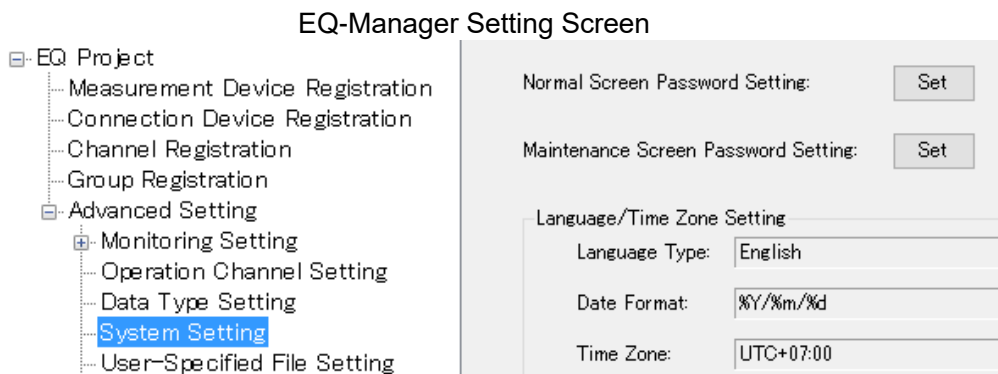 EQ-Manager Setting Screen
EQ Project
Measurement Device Registration
Connection Device Registration
Channel Registration
Group Registration
Advanced Setting
Monitoring Setting
Operation Channel Setting
Data Type Setting
System Setting
User-Specified File Setting
Normal Screen Password Setting: Set
Maintenance Screen Password Setting: Set
Language/Time Zone Setting
Language Type: English
Date Format: %Y/%m/%d
Time Zone: UTC+07:00